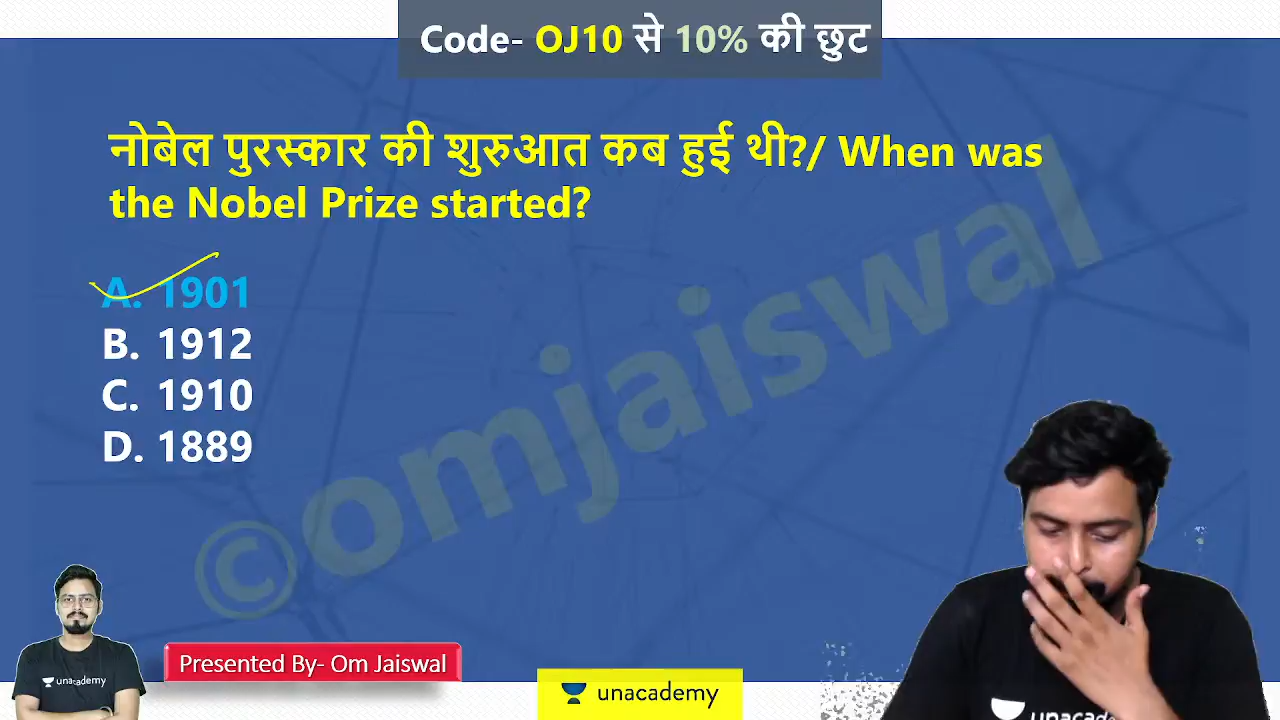 Code- OJ10 से 10% की छुट
नोबेल पुरस्कार की शुरुआत कब हुई थी?/ When was
the Nobel Prize started?
A. 1901
B. 1912
C. 1910
D. 1889
©omjaiswal
unacademy
Presented By- Om Jaiswal
unacademy